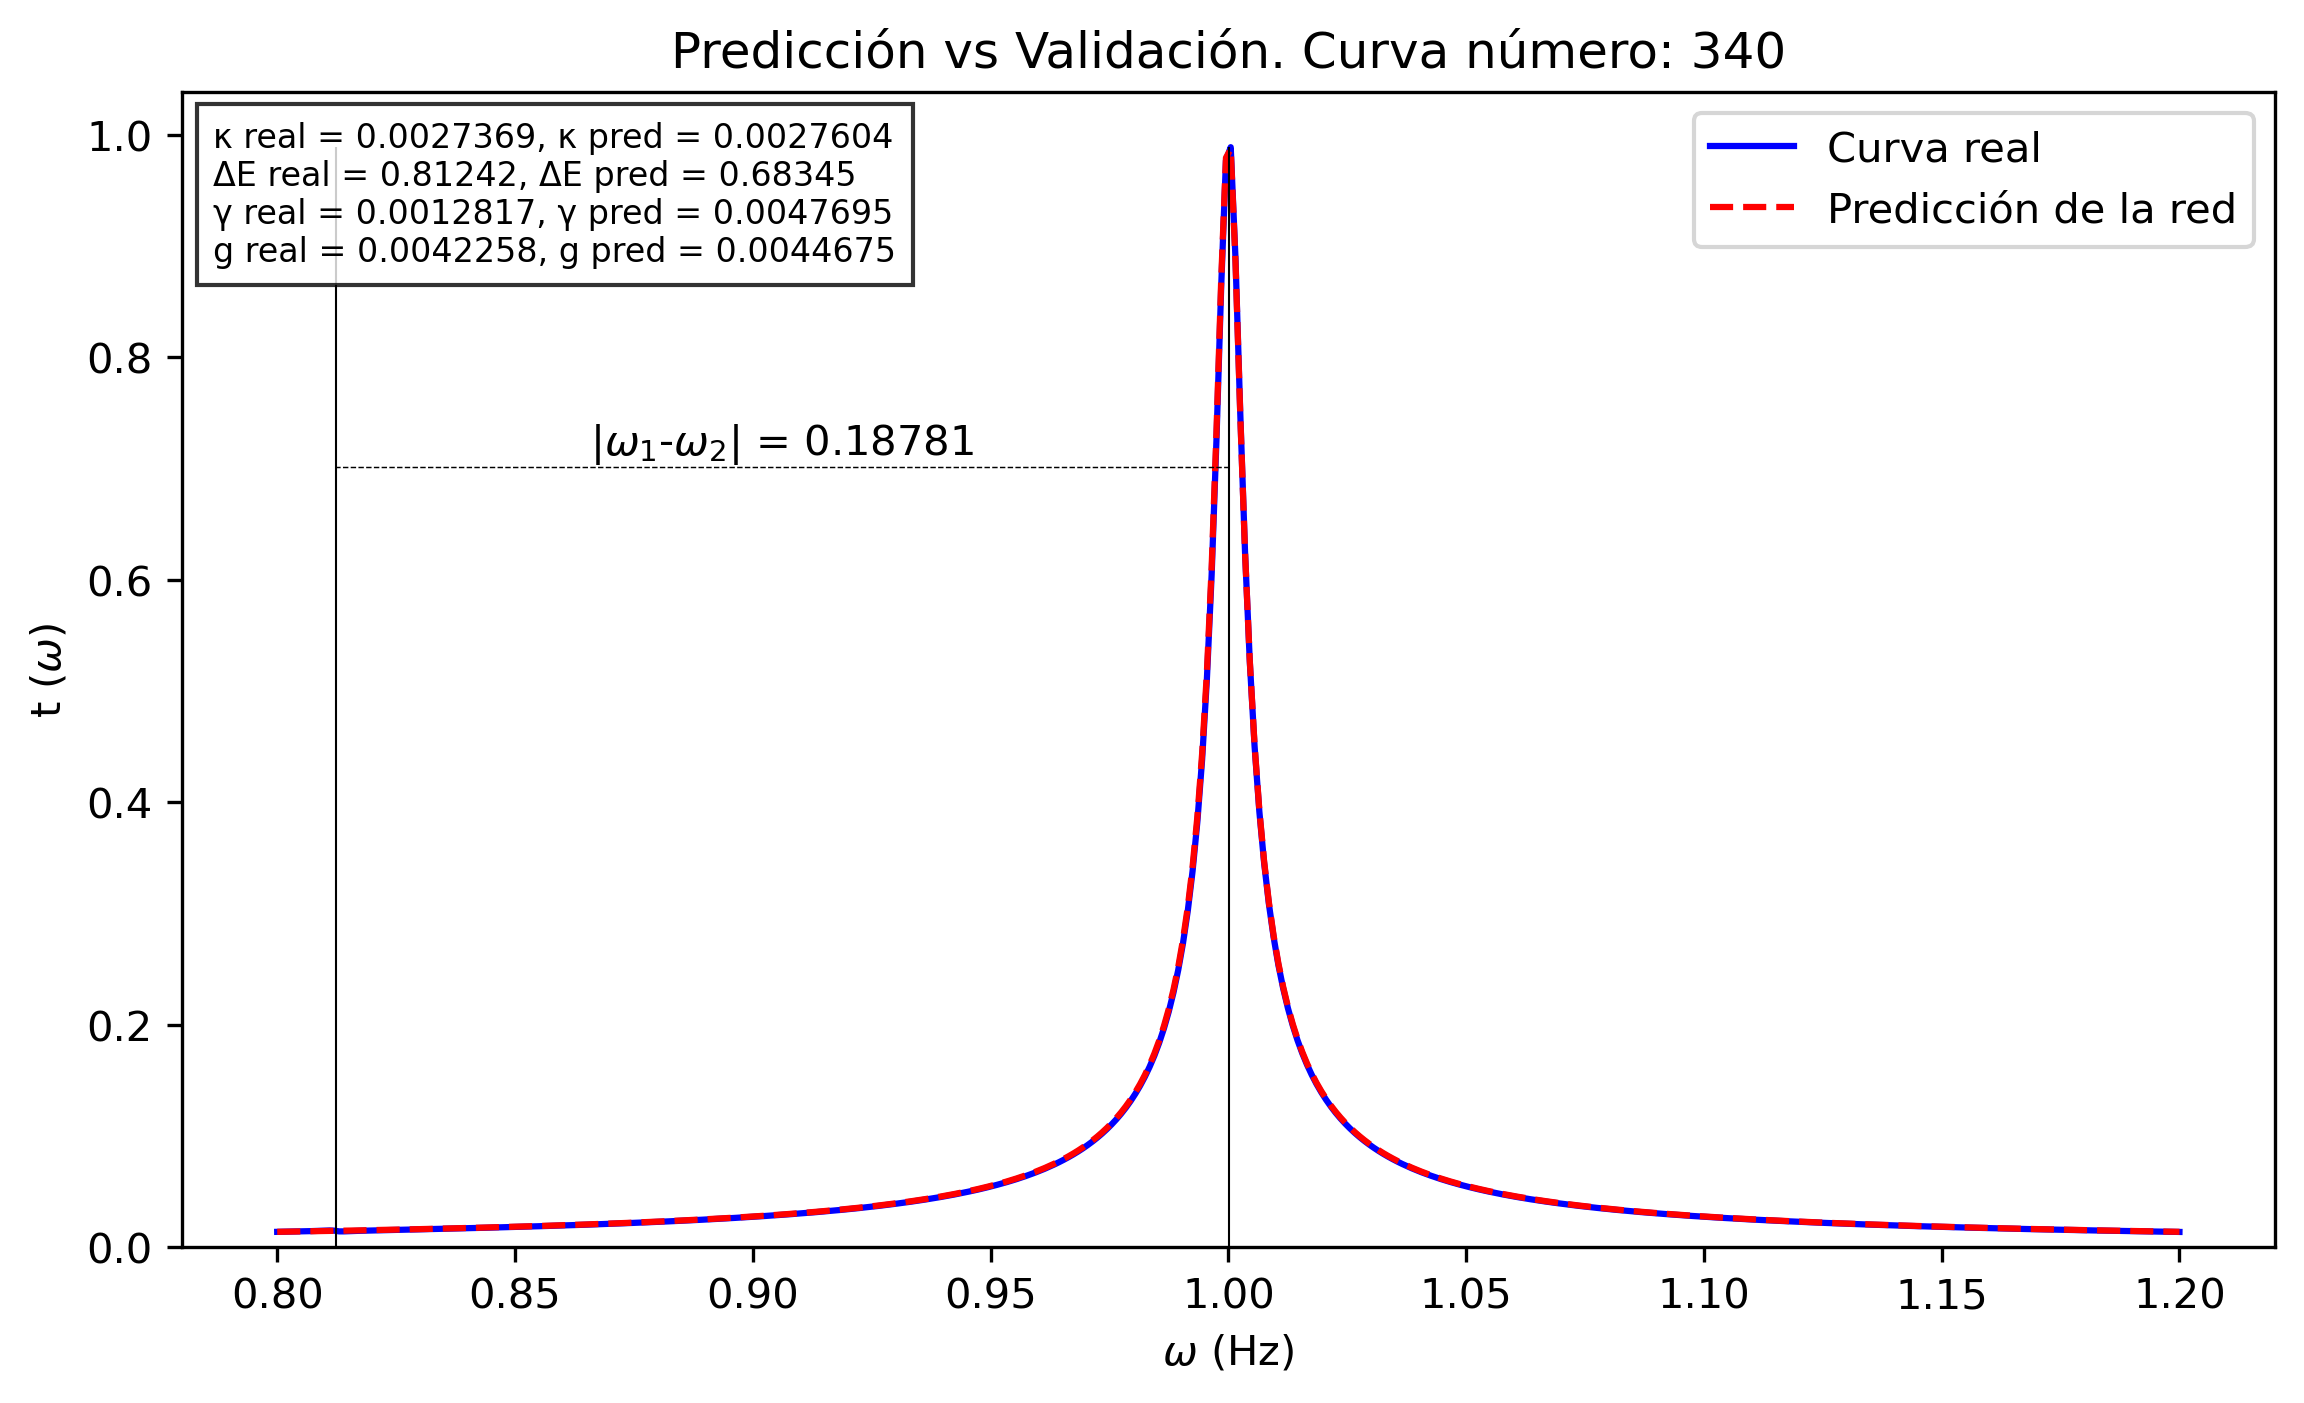 Predicción vs Validación. Curva número: 340
κ real = 0.0027369, κ pred = 0.0027604
ΔE real = 0.81242, ΔE pred = 0.68345
γ real = 0.0012817, γ pred = 0.0047695
g real = 0.0042258, g pred = 0.0044675
Curva real
Predicción de la red
|ω₁-ω₂| = 0.18781
t (ω)
1.0
0.8
0.6
0.4
0.2
0.0
0.80 0.85 0.90 0.95 1.00 1.05 1.10 1.15 1.20
ω (Hz)